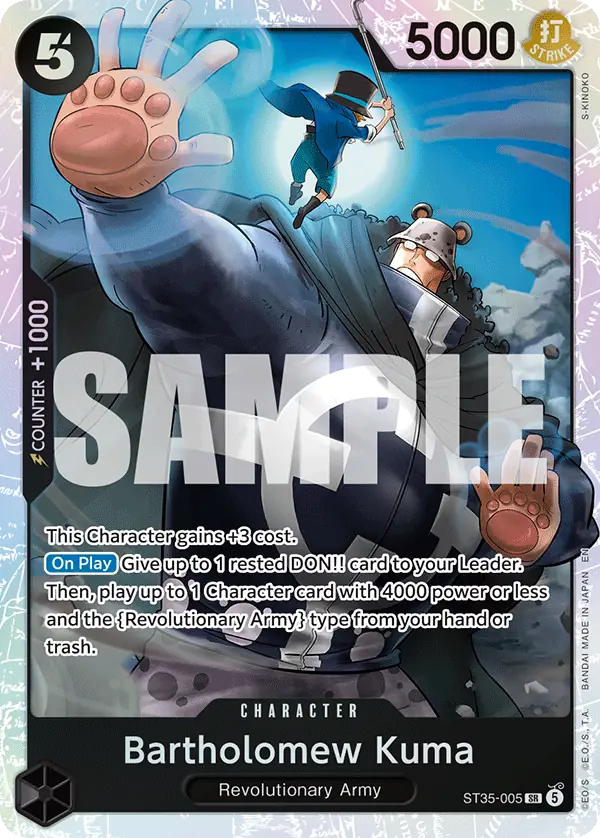 DISCIPLES MEER
5
5000
打
STRIKE
S-KINOKO
COUNTER +1000
SAMPLE
This Character gains +3 cost.
On Play Give up to 1 rested DON!! card to your Leader.
Then, play up to 1 Character card with 4000 power or less
and the {Revolutionary Army} type from your hand or
trash.
CHARACTER
Bartholomew Kuma
Revolutionary Army
ST35-005 SR 5
©EO/S ©E.O./S, T.A. BANDAI MADE IN JAPAN EN